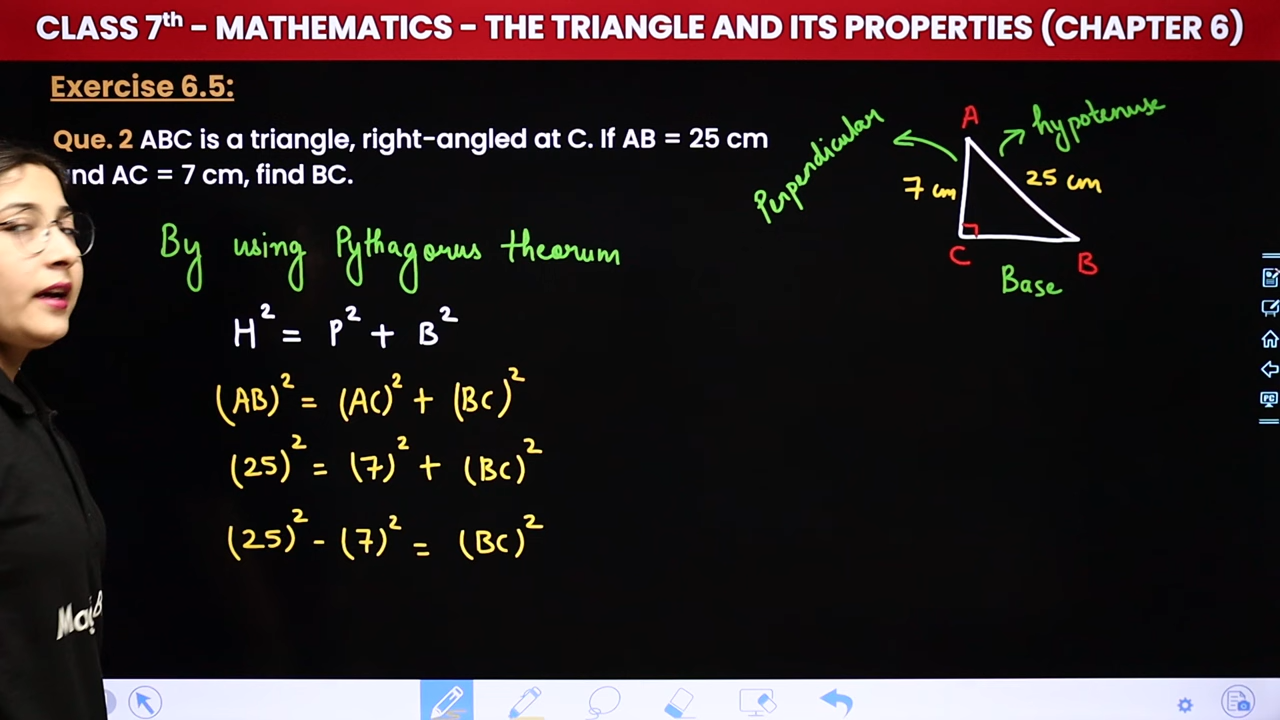 CLASS 7th - MATHEMATICS - THE TRIANGLE AND ITS PROPERTIES (CHAPTER 6)
Exercise 6.5:
Que. 2 ABC is a triangle, right-angled at C. If AB = 25 cm
nd AC = 7 cm, find BC.
By using Pythagorus theorum
H² = P² + B²
(AB)² = (AC)² + (BC)²
(25)² = (7)² + (BC)²
(25)² - (7)² = (BC)²
Perpendicular
A
hypotenuse
7 cm
25 cm
C
B
Base
PC